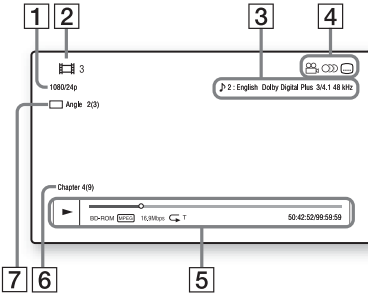 1 2 3 4
3
1080/24p
♪ 2 : English Dolby Digital Plus 3/4.1 48 kHz
Angle 2(3)
Chapter 4(9)
BD-ROM MPEG 16,9Mbps T 50:42:52/99:59:59
7 6 5